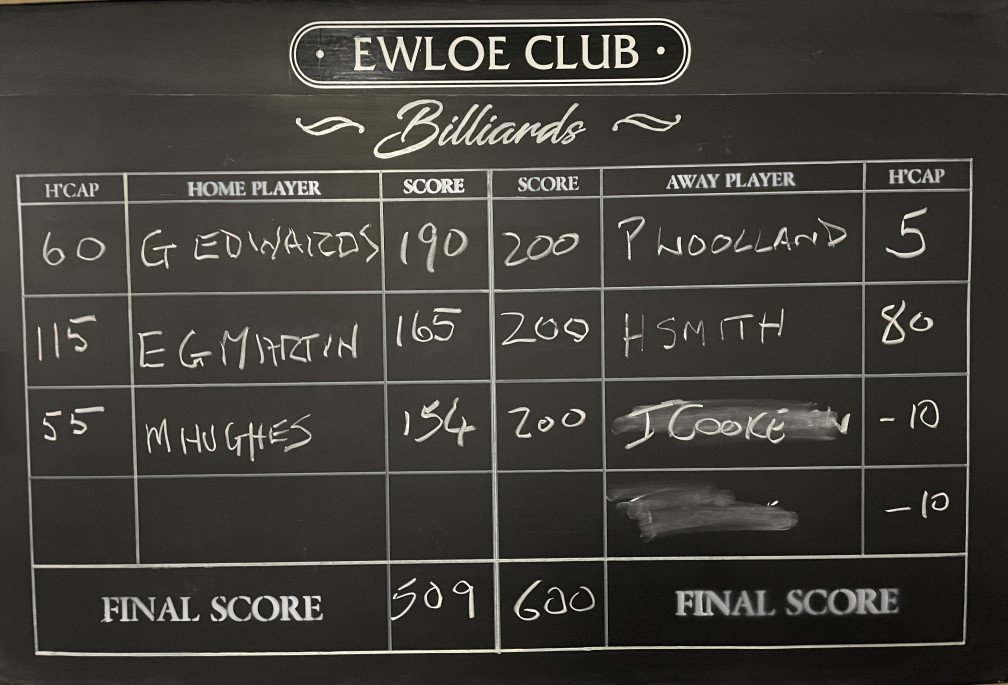 EWLOE CLUB
Billiards
H'CAP HOME PLAYER SCORE SCORE AWAY PLAYER H'CAP
60 G EDWARDS 190 200 P WOOLLAND 5
115 E G MARTIN 165 200 H SMITH 80
55 M HUGHES 154 200 J COOKE -10
-10
FINAL SCORE 509 600 FINAL SCORE